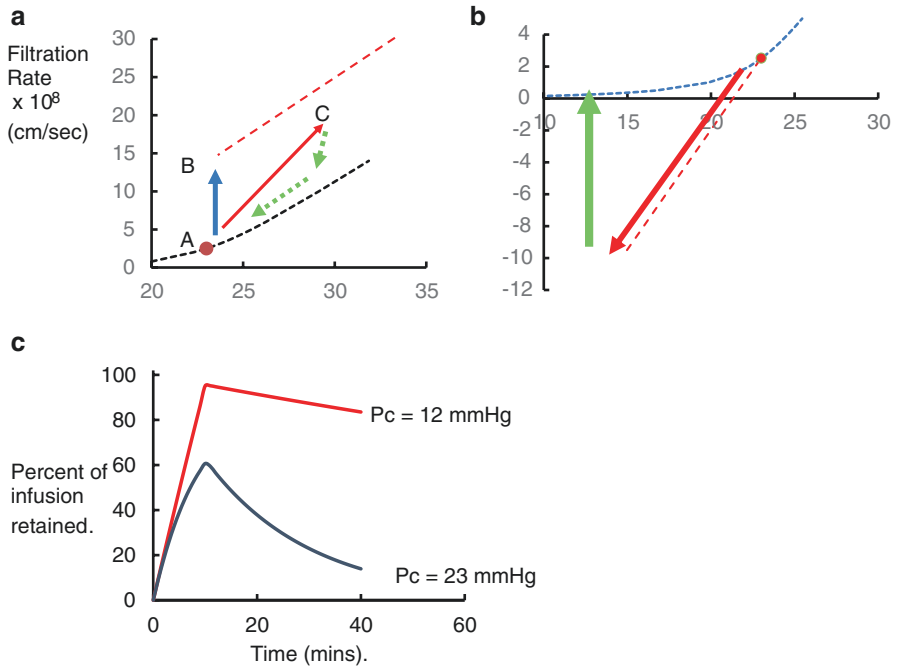 a
Filtration
Rate
x 10⁸
(cm/sec)
30
25
20
15
10
5
0
20 25 30 35
A
B
C
b
4
2
0
-2
-4
-6
-8
-10
-12
10 15 20 25 30
c
Percent of
infusion
retained.
100
80
60
40
20
0
0 20 40 60
Time (mins).
Pc = 12 mmHg
Pc = 23 mmHg